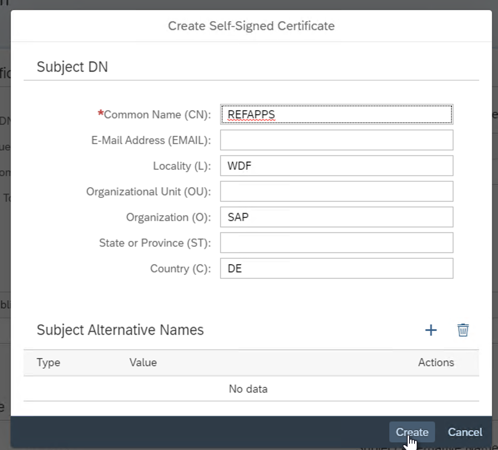 Create Self-Signed Certificate
Subject DN
*Common Name (CN): REFAPPS
E-Mail Address (EMAIL):
Locality (L): WDF
Organizational Unit (OU):
Organization (O): SAP
State or Province (ST):
Country (C): DE
Subject Alternative Names
Type Value Actions
No data
Create Cancel